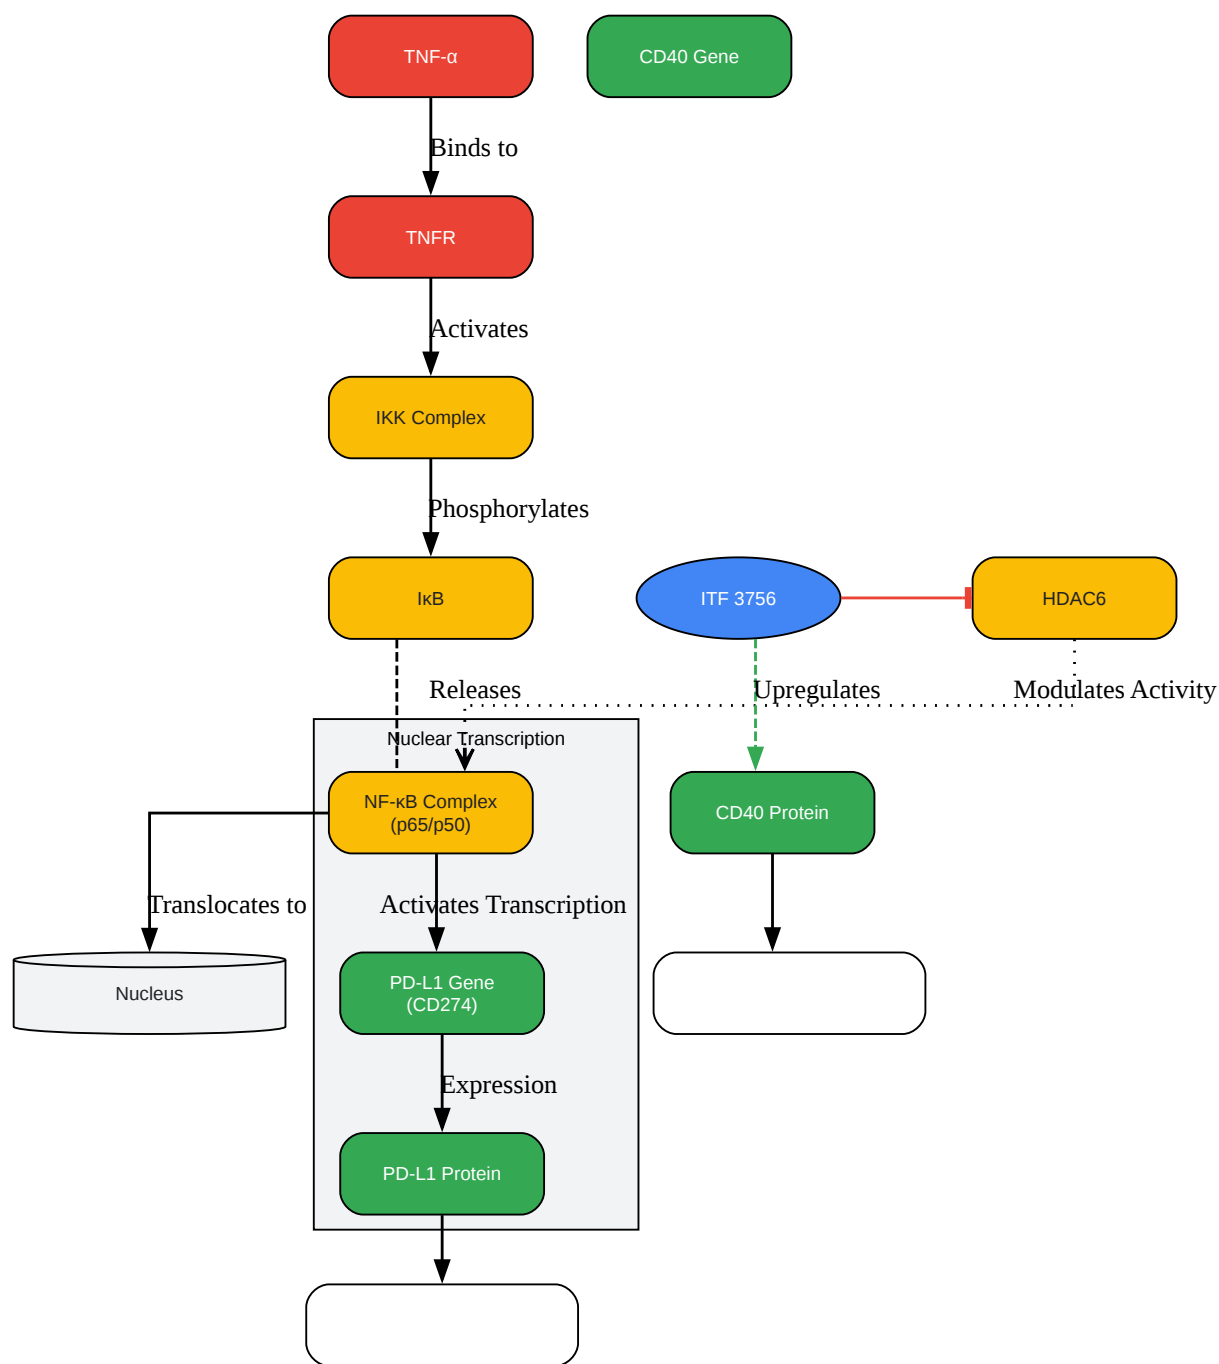 TNF-α
CD40 Gene
Binds to
TNFR
Activates
IKK Complex
Phosphorylates
IκB
ITF 3756
HDAC6
Releases
Upregulates
Modulates Activity
Nuclear Transcription
NF-κB Complex
(p65/p50)
CD40 Protein
Translocates to
Activates Transcription
Nucleus
PD-L1 Gene
(CD274)
Expression
PD-L1 Protein